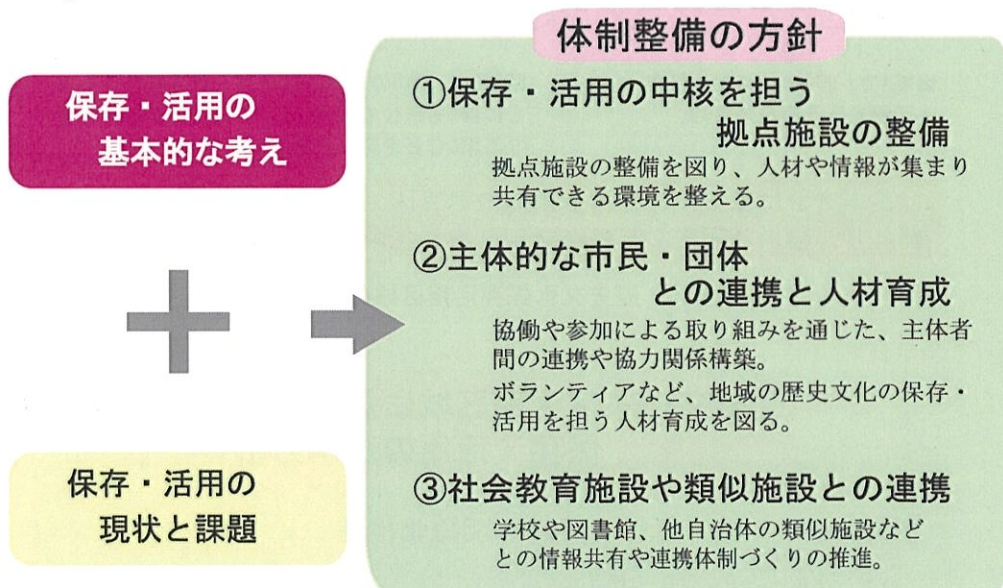 保存・活用の
基本的な考え
保存・活用の
現状と課題
体制整備の方針
①保存・活用の中核を担う
拠点施設の整備
拠点施設の整備を図り、人材や情報が集まり
共有できる環境を整える。
②主体的な市民・団体
との連携と人材育成
協働や参加による取り組みを通じた、主体者
間の連携や協力関係構築。
ボランティアなど、地域の歴史文化の保存・
活用を担う人材育成を図る。
③社会教育施設や類似施設との連携
学校や図書館、他自治体の類似施設など
との情報共有や連携体制づくりの推進。